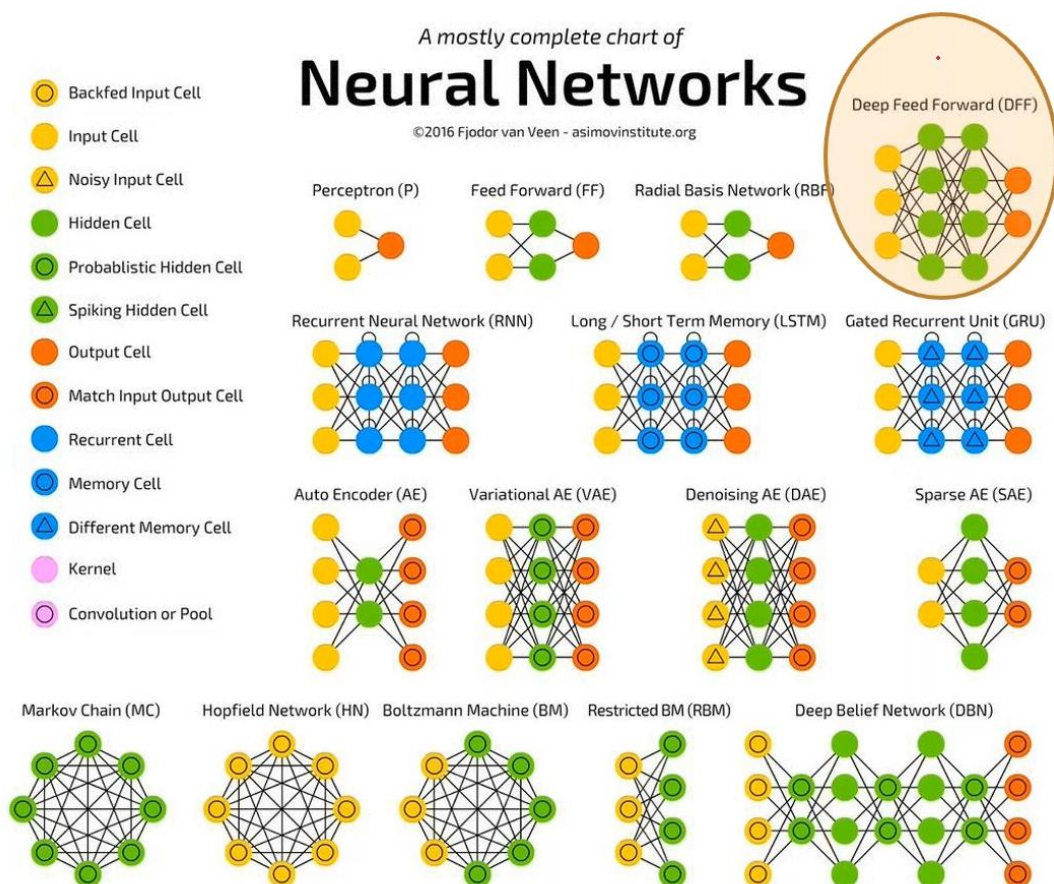 A mostly complete chart of
Neural Networks
©2016 Fjodor van Veen - asimovinstitute.org
Backfed Input Cell
Input Cell
Noisy Input Cell
Hidden Cell
Probablistic Hidden Cell
Spiking Hidden Cell
Output Cell
Match Input Output Cell
Recurrent Cell
Memory Cell
Different Memory Cell
Kernel
Convolution or Pool
Deep Feed Forward (DFF)
Perceptron (P)
Feed Forward (FF)
Radial Basis Network (RBF)
Recurrent Neural Network (RNN)
Long / Short Term Memory (LSTM)
Gated Recurrent Unit (GRU)
Auto Encoder (AE)
Variational AE (VAE)
Denoising AE (DAE)
Sparse AE (SAE)
Markov Chain (MC)
Hopfield Network (HN)
Boltzmann Machine (BM)
Restricted BM (RBM)
Deep Belief Network (DBN)